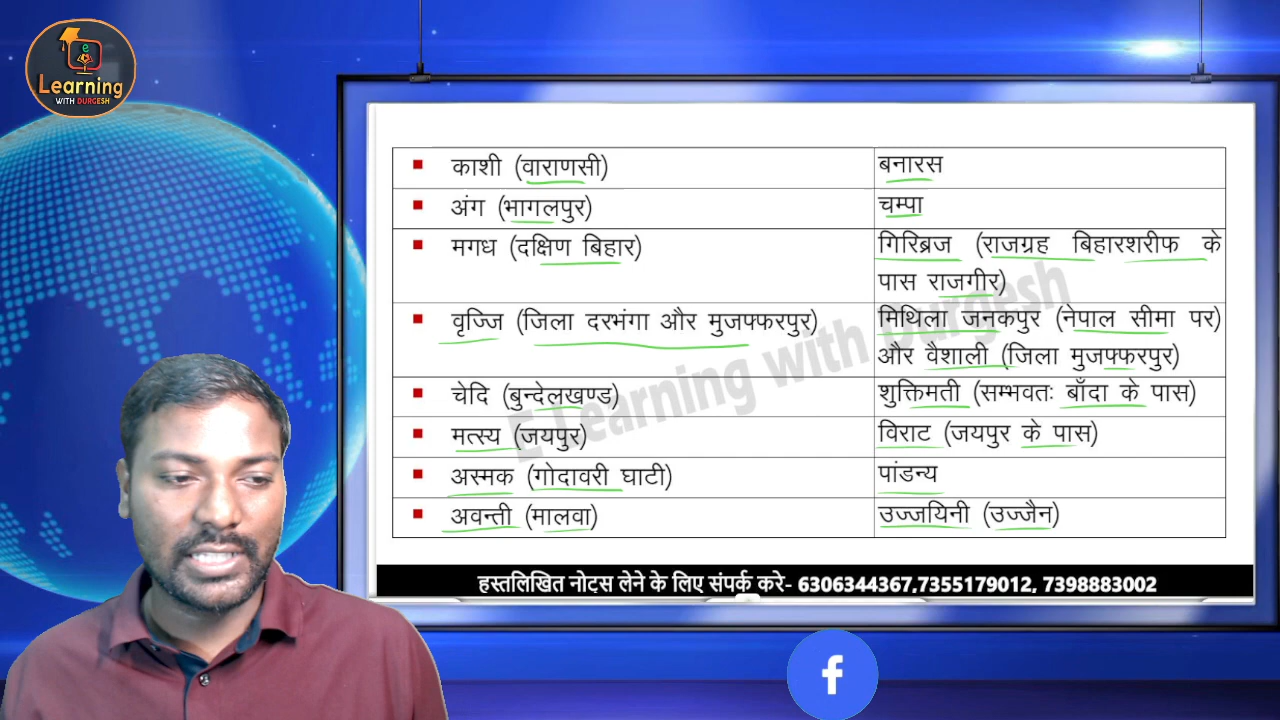 e
Learning
WITH DURGESH
▪ काशी (वाराणसी) बनारस
▪ अंग (भागलपुर) चम्पा
▪ मगध (दक्षिण बिहार) गिरिब्रज (राजग्रह बिहारशरीफ के
पास राजगीर)
▪ वृज्जि (जिला दरभंगा और मुजफ्फरपुर) मिथिला जनकपुर (नेपाल सीमा पर)
और वैशाली (जिला मुजफ्फरपुर)
▪ चेदि (बुन्देलखण्ड) शुक्तिमती (सम्भवतः बाँदा के पास)
▪ मत्स्य (जयपुर) विराट (जयपुर के पास)
▪ अस्मक (गोदावरी घाटी) पांडन्य
▪ अवन्ती (मालवा) उज्जयिनी (उज्जैन)
E Learning with Durgesh
हस्तलिखित नोट्स लेने के लिए संपर्क करे- 6306344367,7355179012, 7398883002
f